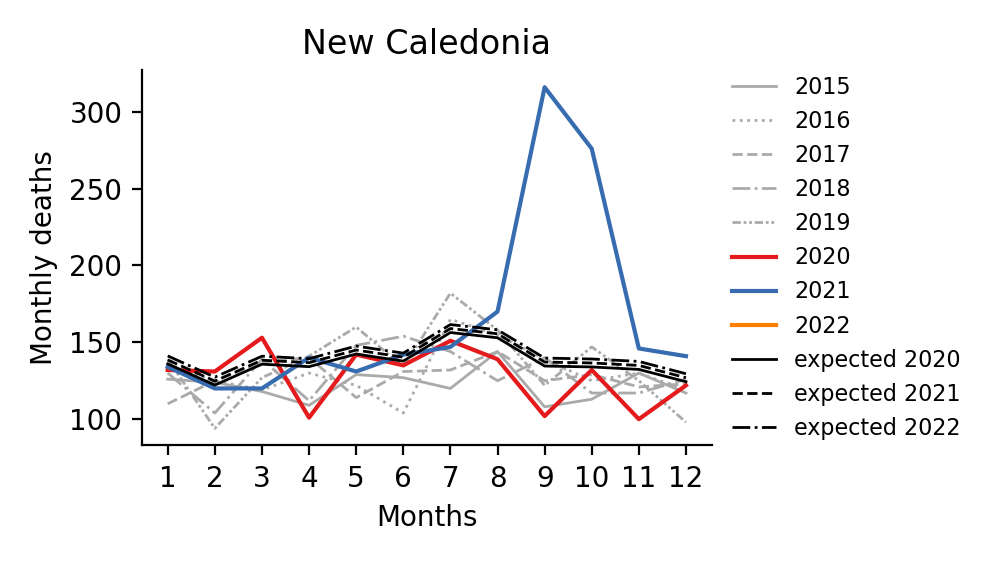 New Caledonia
Monthly deaths
300
250
200
150
100
1 2 3 4 5 6 7 8 9 10 11 12
Months
2015
2016
2017
2018
2019
2020
2021
2022
expected 2020
expected 2021
expected 2022